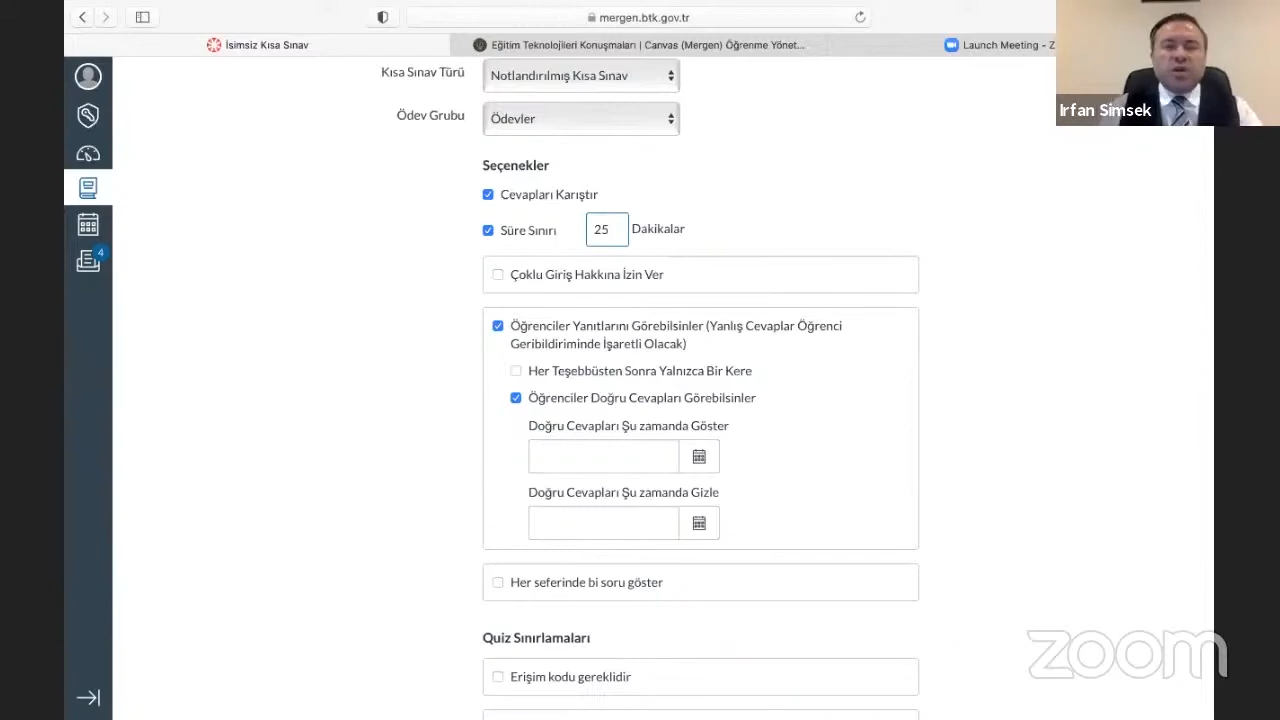 mergen.btk.gov.tr
İsimsiz Kısa Sınav
Eğitim Teknolojileri Konuşmaları | Canvas (Mergen) Öğrenme Yönet...
Launch Meeting - Z
Irfan Simsek
Kısa Sınav Türü
Notlandırılmış Kısa Sınav
Ödev Grubu
Ödevler
Seçenekler
Cevapları Karıştır
Süre Sınırı 25 Dakikalar
4
Çoklu Giriş Hakkına İzin Ver
Öğrenciler Yanıtlarını Görebilsinler (Yanlış Cevaplar Öğrenci
Geribildiriminde İşaretli Olacak)
Her Teşebbüsten Sonra Yalnızca Bir Kere
Öğrenciler Doğru Cevapları Görebilsinler
Doğru Cevapları Şu zamanda Göster
Doğru Cevapları Şu zamanda Gizle
Her seferinde bi soru göster
Quiz Sınırlamaları
Erişim kodu gereklidir
zoom